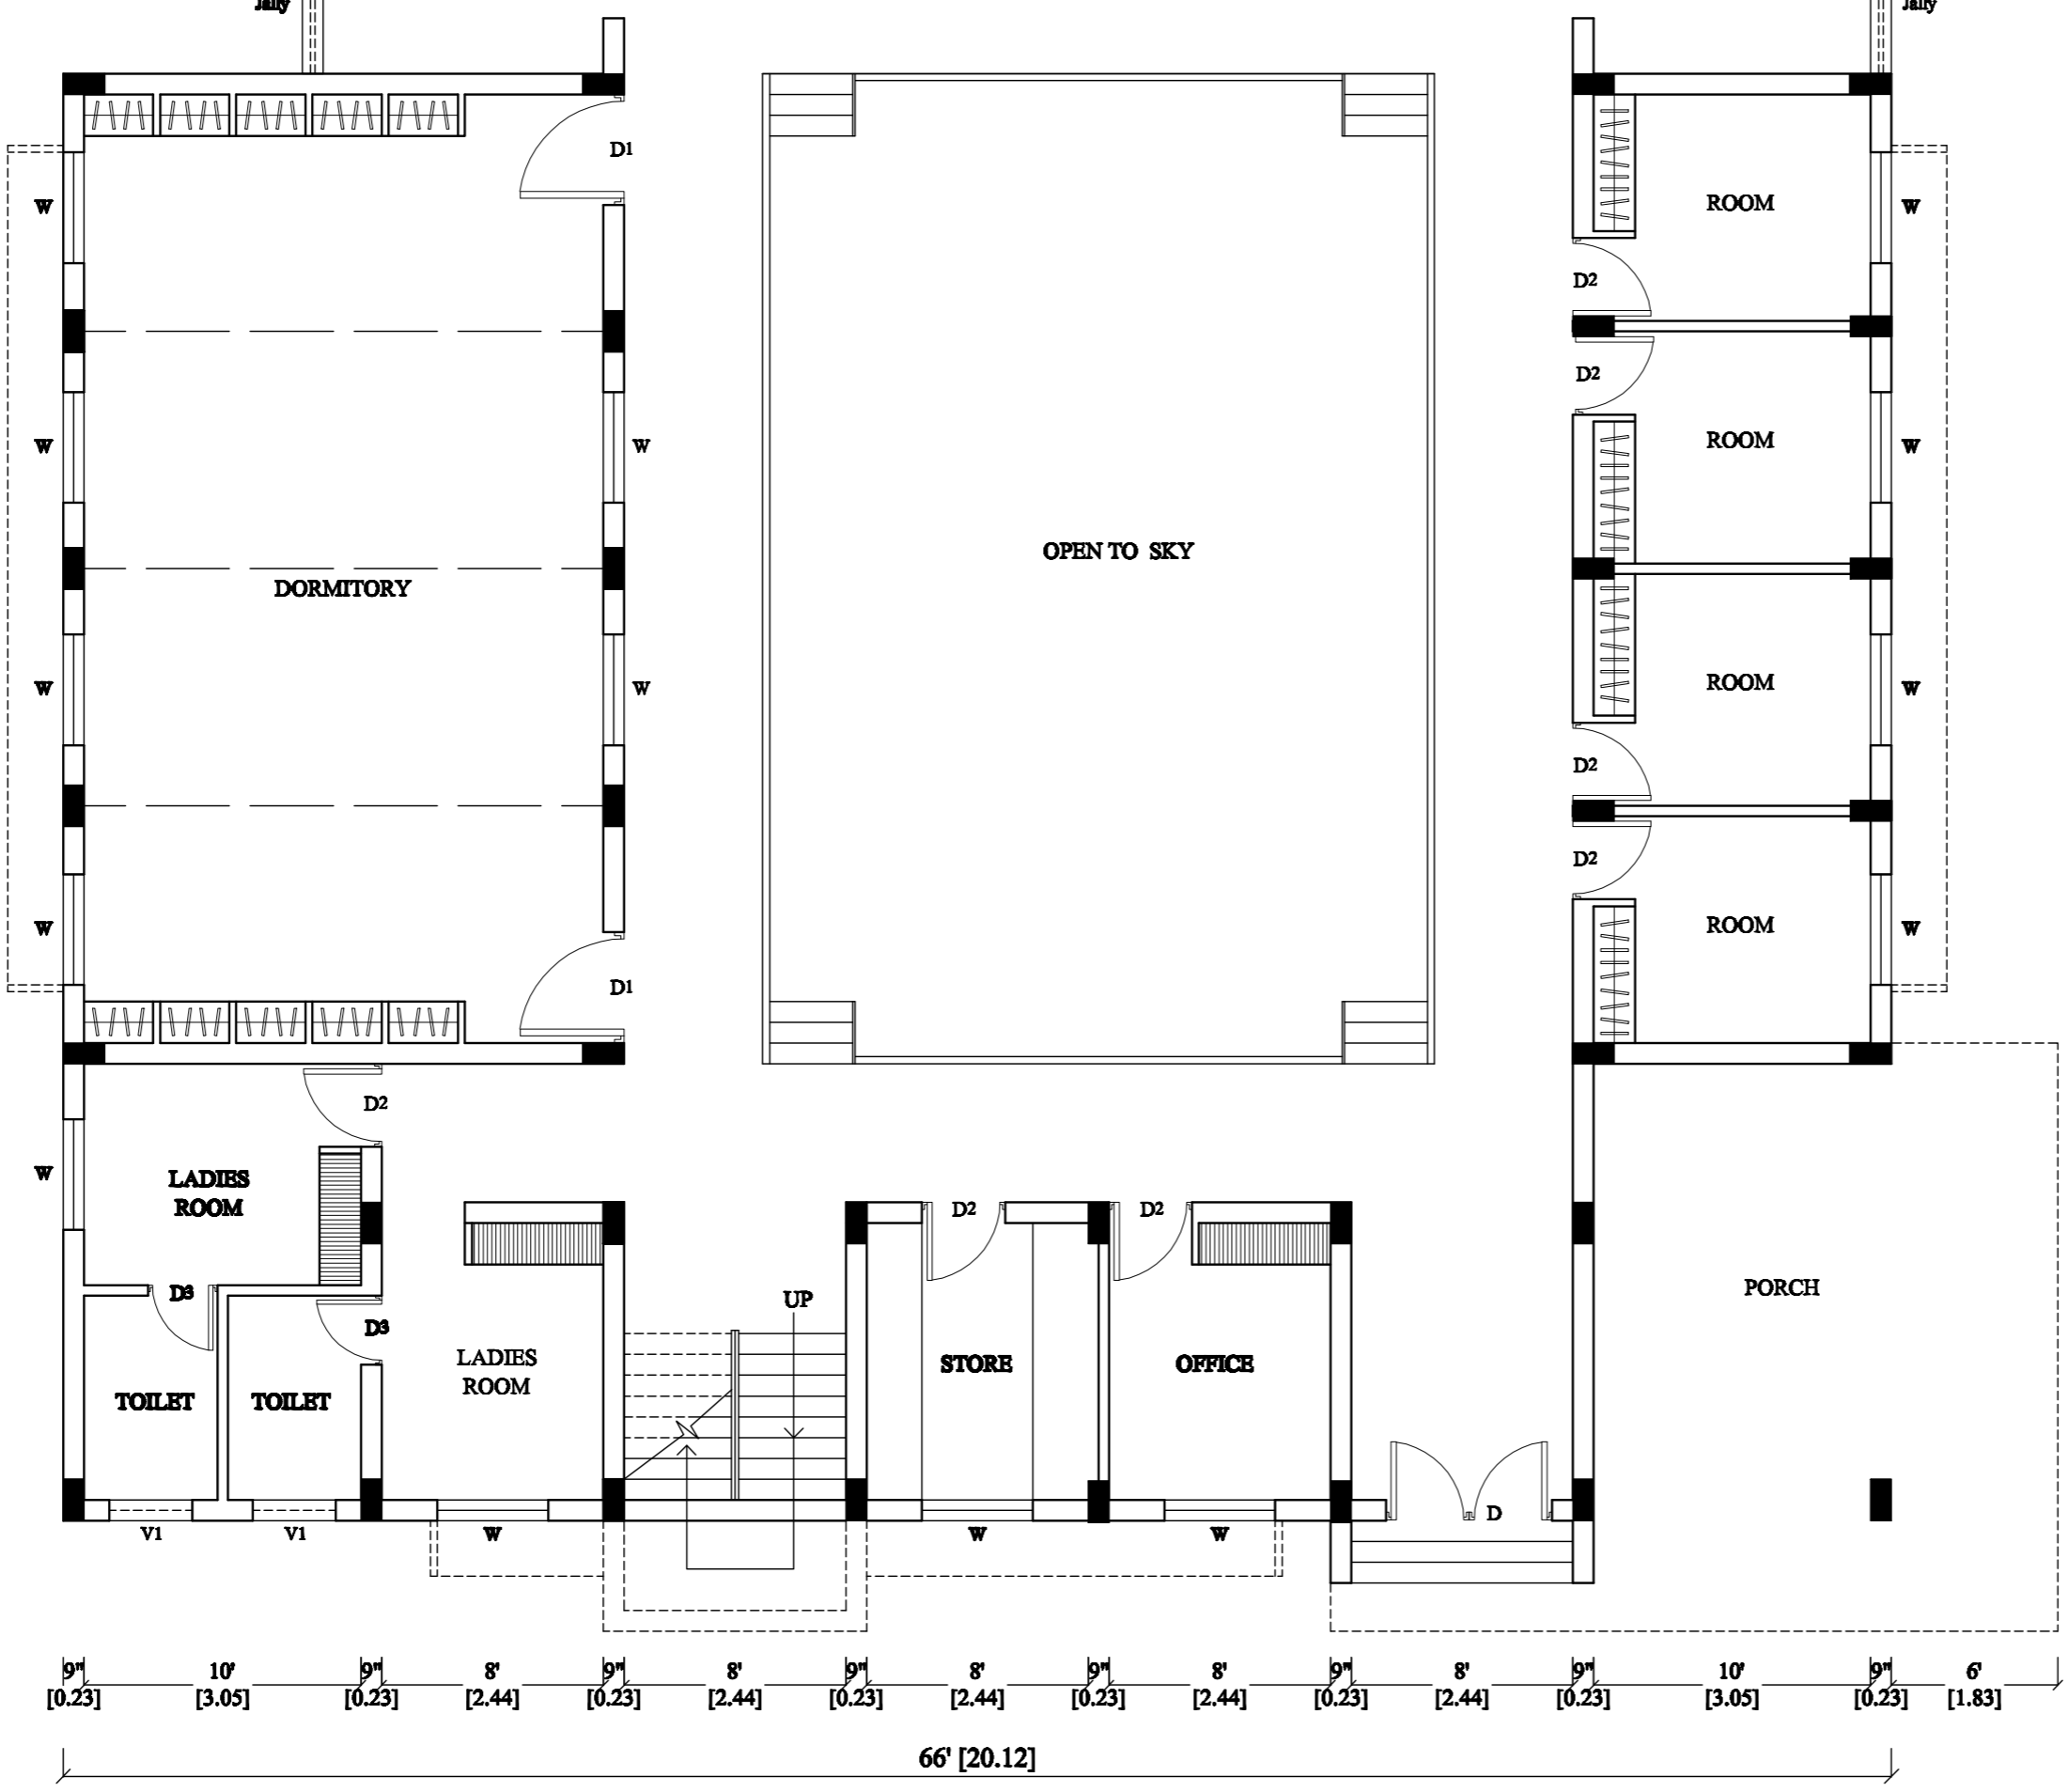 Jally
Jally
D1
W
ROOM
W
D2
D2
W
W
ROOM
W
OPEN TO SKY
DORMITORY
W
W
ROOM
W
D2
D2
W
ROOM
W
D1
D2
W
LADIES
ROOM
D2
D2
D3
UP
PORCH
D3
LADIES
ROOM
STORE
OFFICE
TOILET
TOILET
D
V1
V1
W
W
W
9" 10' 9" 8' 9" 8' 9" 8' 9" 8' 9" 8' 9" 10' 9" 6'
[0.23] [3.05] [0.23] [2.44] [0.23] [2.44] [0.23] [2.44] [0.23] [2.44] [0.23] [2.44] [0.23] [3.05] [0.23] [1.83]
66' [20.12]